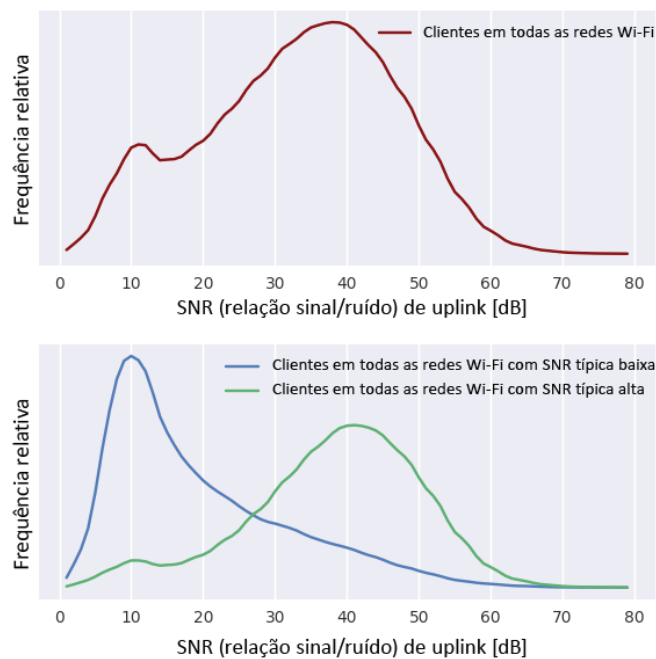 Clientes em todas as redes Wi-Fi
Frequência relativa
0 10 20 30 40 50 60 70 80
SNR (relação sinal/ruído) de uplink [dB]
Clientes em todas as redes Wi-Fi com SNR típica baixa
Clientes em todas as redes Wi-Fi com SNR típica alta
Frequência relativa
0 10 20 30 40 50 60 70 80
SNR (relação sinal/ruído) de uplink [dB]